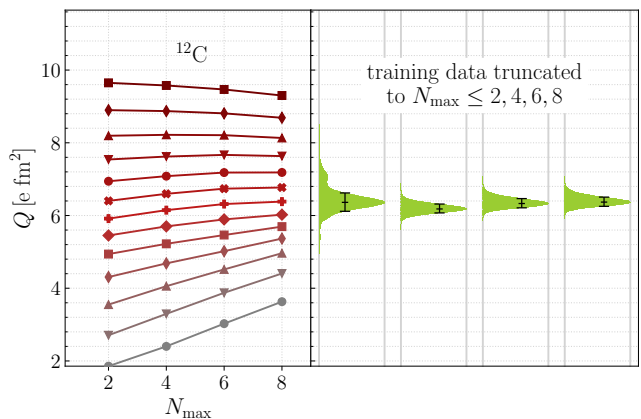 ¹²C
training data truncated
to N_max ≤ 2, 4, 6, 8
Q [e fm²]
10
8
6
4
2
2 4 6 8
N_max